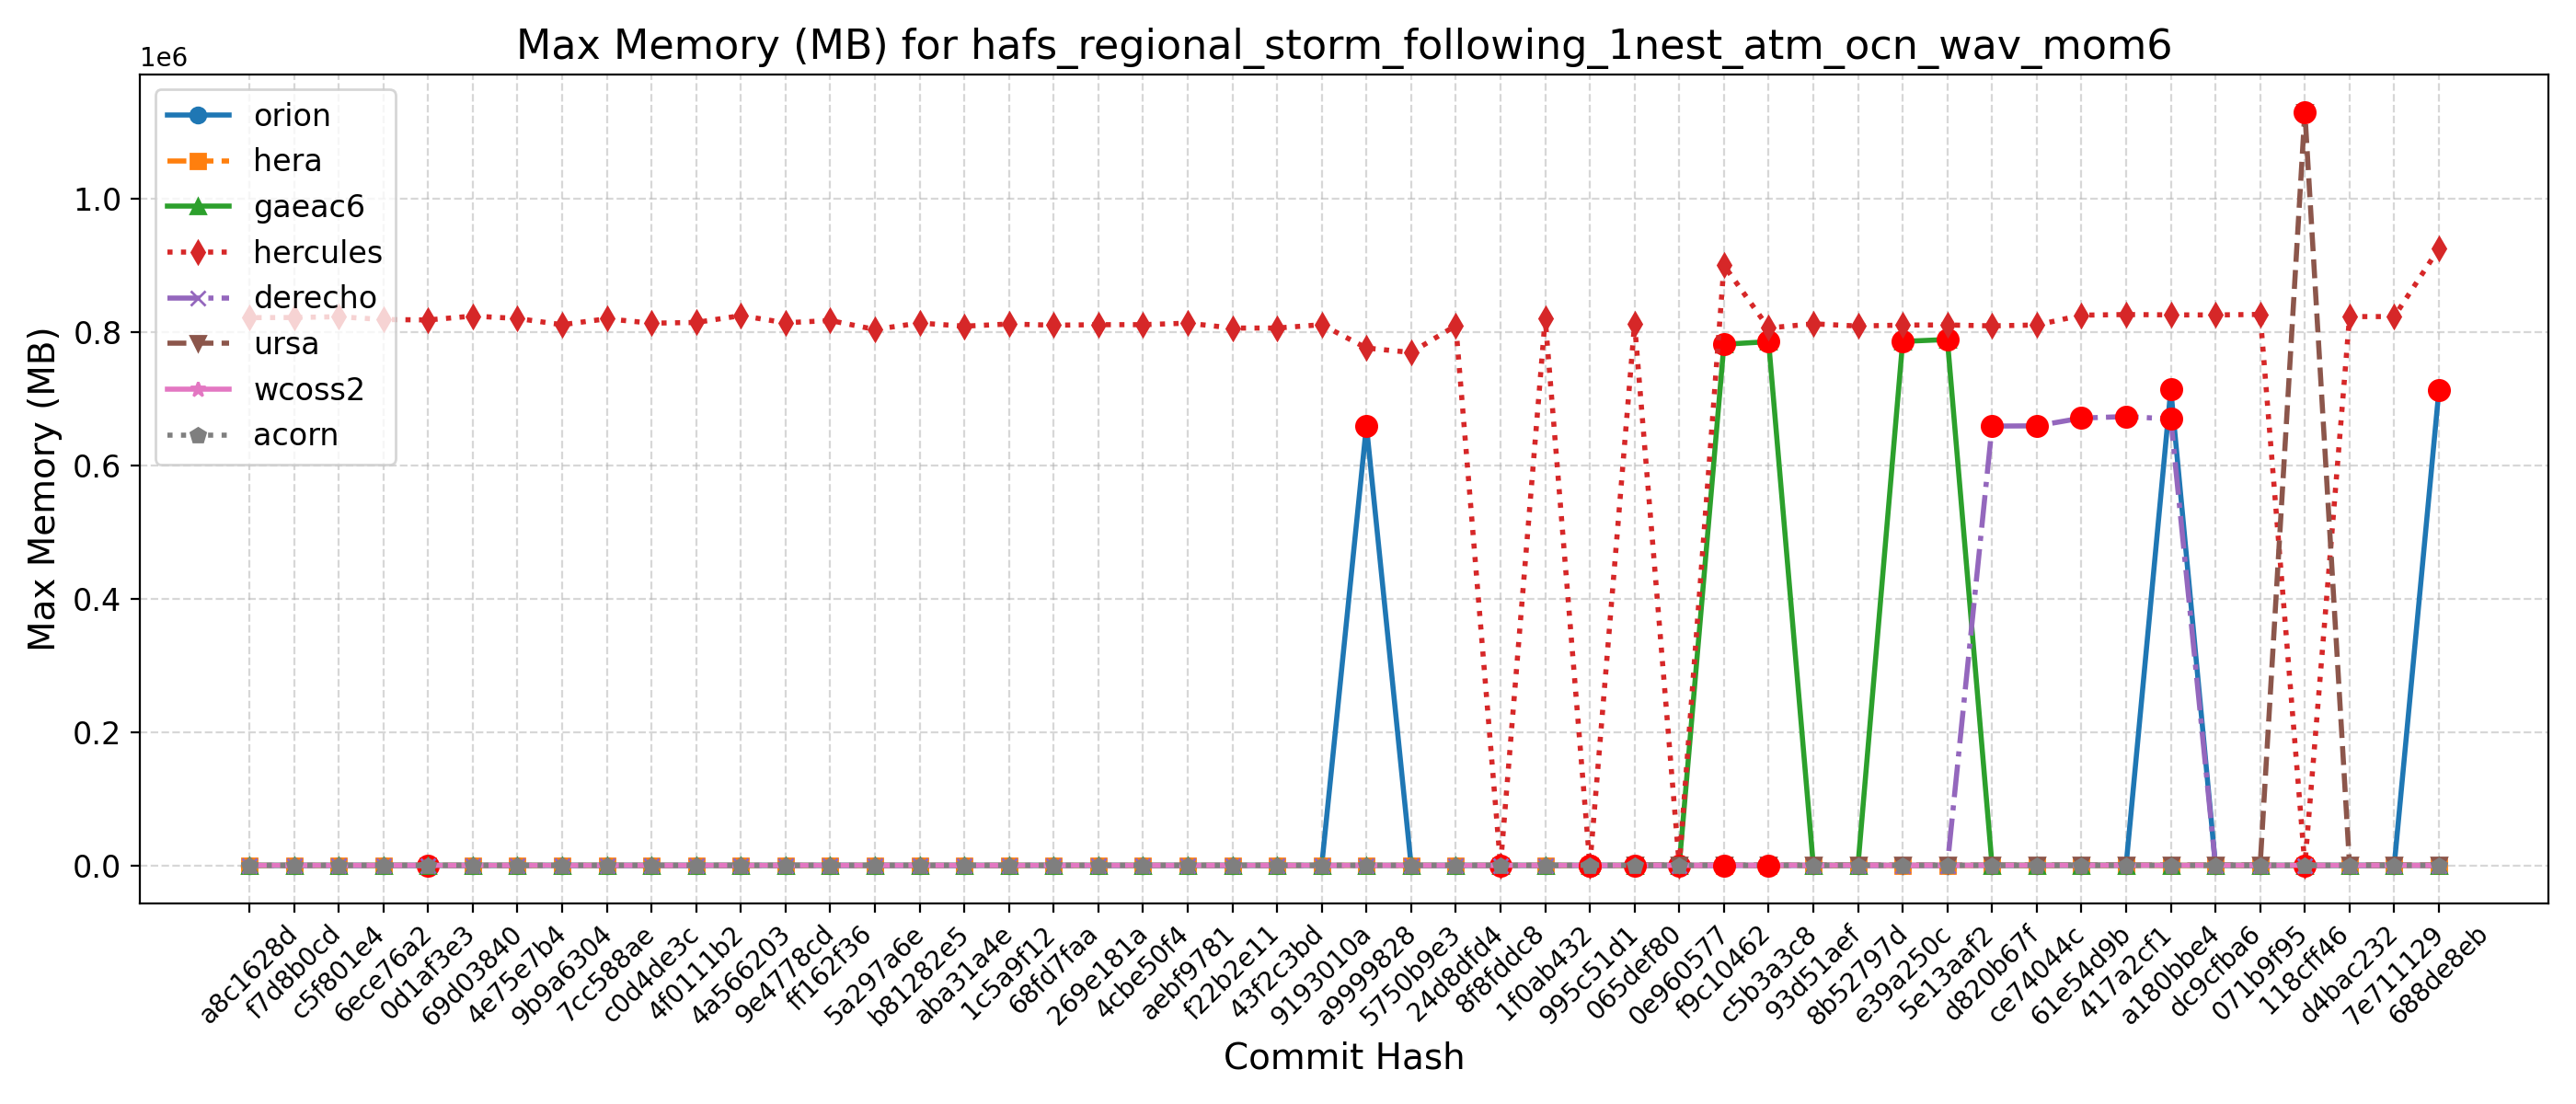 Max Memory (MB) for hafs_regional_storm_following_1nest_atm_ocn_wav_mom6
1e6
orion
hera
gaeac6
hercules
derecho
ursa
wcoss2
acorn
1.0
0.8
0.6
0.4
0.2
0.0
Max Memory (MB)
a8c1628d
f7d8b0cd
c5f801e4
6ece76a2
0d1af3e3
69d03840
4e75e7b4
9b9a6304
7cc588ae
c0d4de3c
4f0111b2
4a566203
9e4778cd
ff162f36
5a297a6e
b81282e5
aba31a4e
1c5a9f12
68fd7faa
269e181a
4cbe50f4
aebf9781
f22b2e11
43f2c3bd
9193010a
a9999828
5750b9e3
24d8dfd4
8f8fddc8
1f0ab432
995c51d1
065def80
0e960577
f9c10462
c5b3a3c8
93d51aef
8b52797d
e39a250c
5e13aaf2
d820b67f
ce74044c
61e54d9b
417a2cf1
a180bbe4
dc9cfba6
071b9f95
118cff46
d4bac232
7e711129
688de8eb
Commit Hash